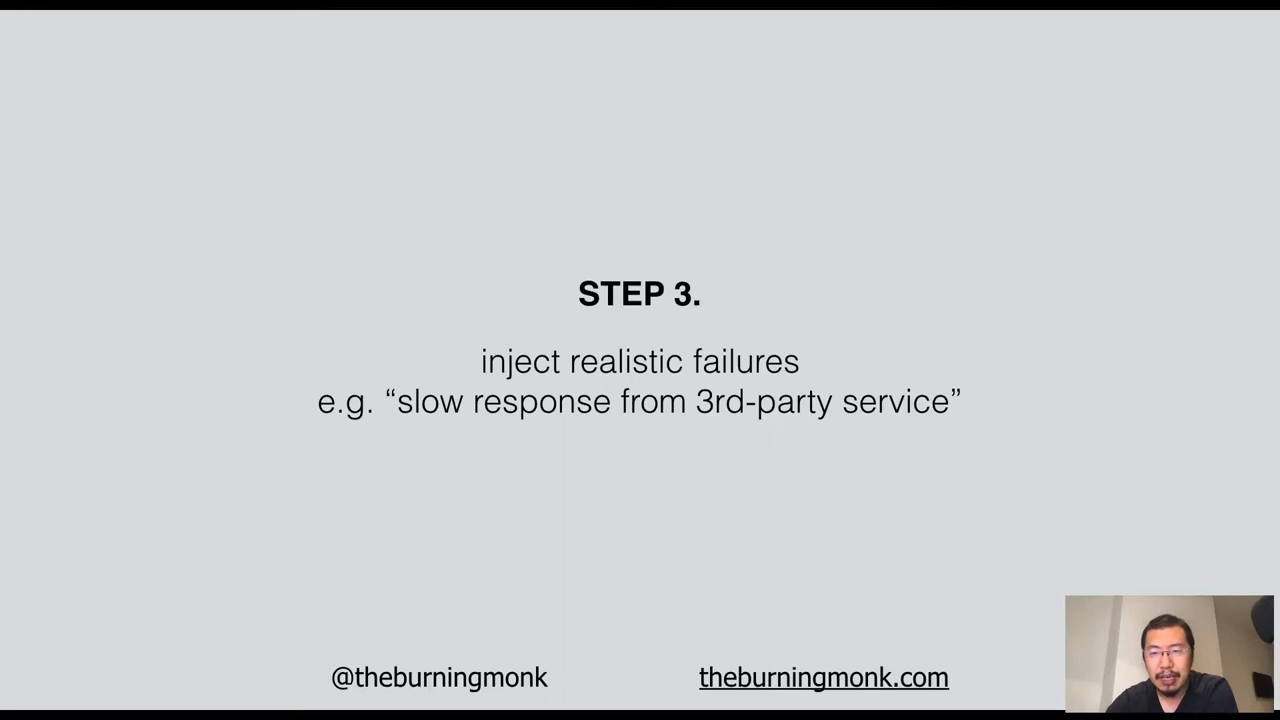 STEP 3.
inject realistic failures
e.g. “slow response from 3rd-party service”
@theburningmonk
theburningmonk.com